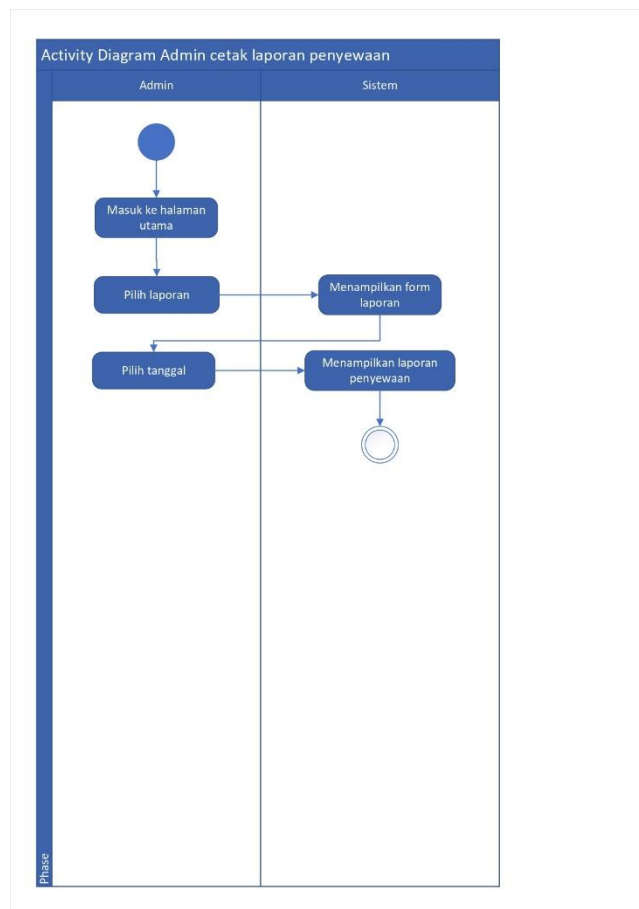 Activity Diagram Admin cetak laporan penyewaan
Admin
Sistem
Masuk ke halaman
utama
Pilih laporan
Menampilkan form
laporan
Pilih tanggal
Menampilkan laporan
penyewaan
Phase